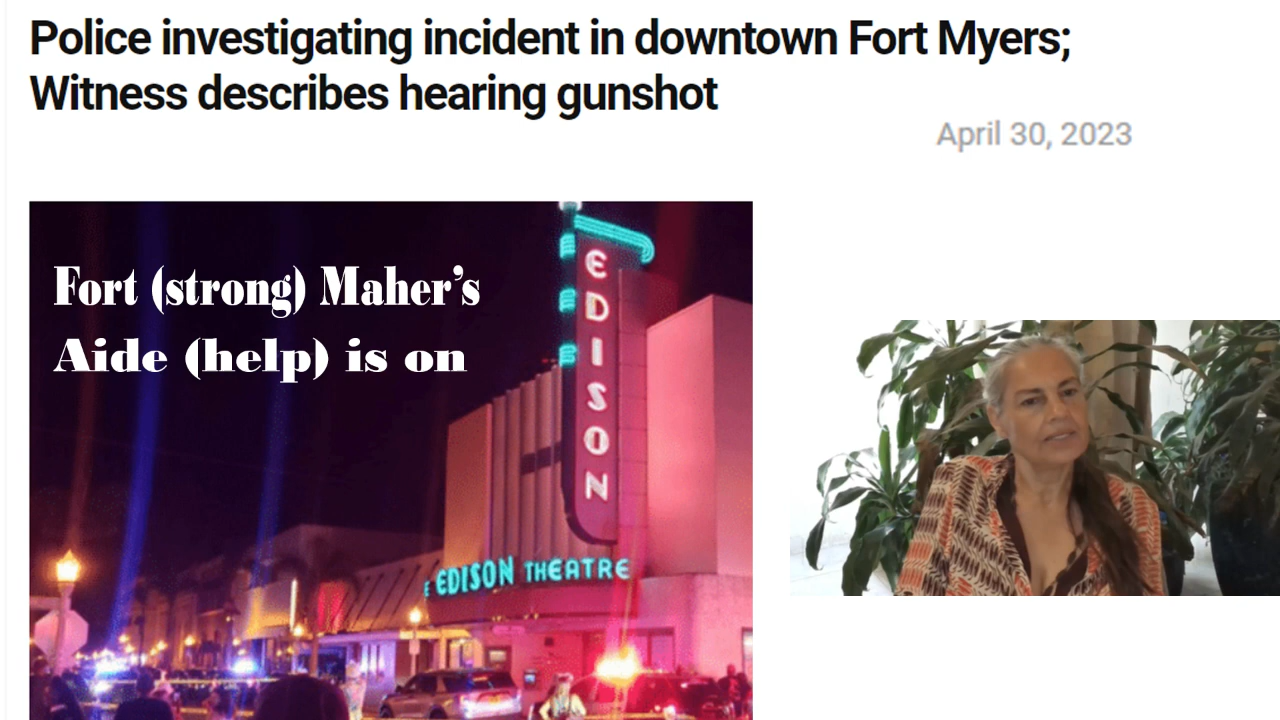 Police investigating incident in downtown Fort Myers;
Witness describes hearing gunshot
April 30, 2023
Fort (strong) Maher's
Aide (help) is on
EDISON
EDISON THEATRE